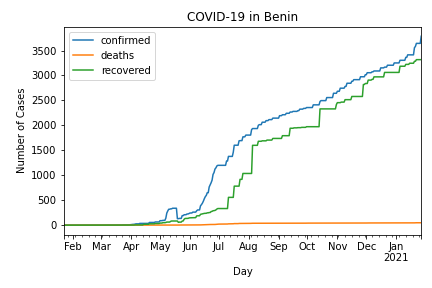 COVID-19 in Benin
confirmed
deaths
recovered
Number of Cases
3500
3000
2500
2000
1500
1000
500
0
Feb Mar Apr May Jun Jul Aug Sep Oct Nov Dec Jan
2021
Day